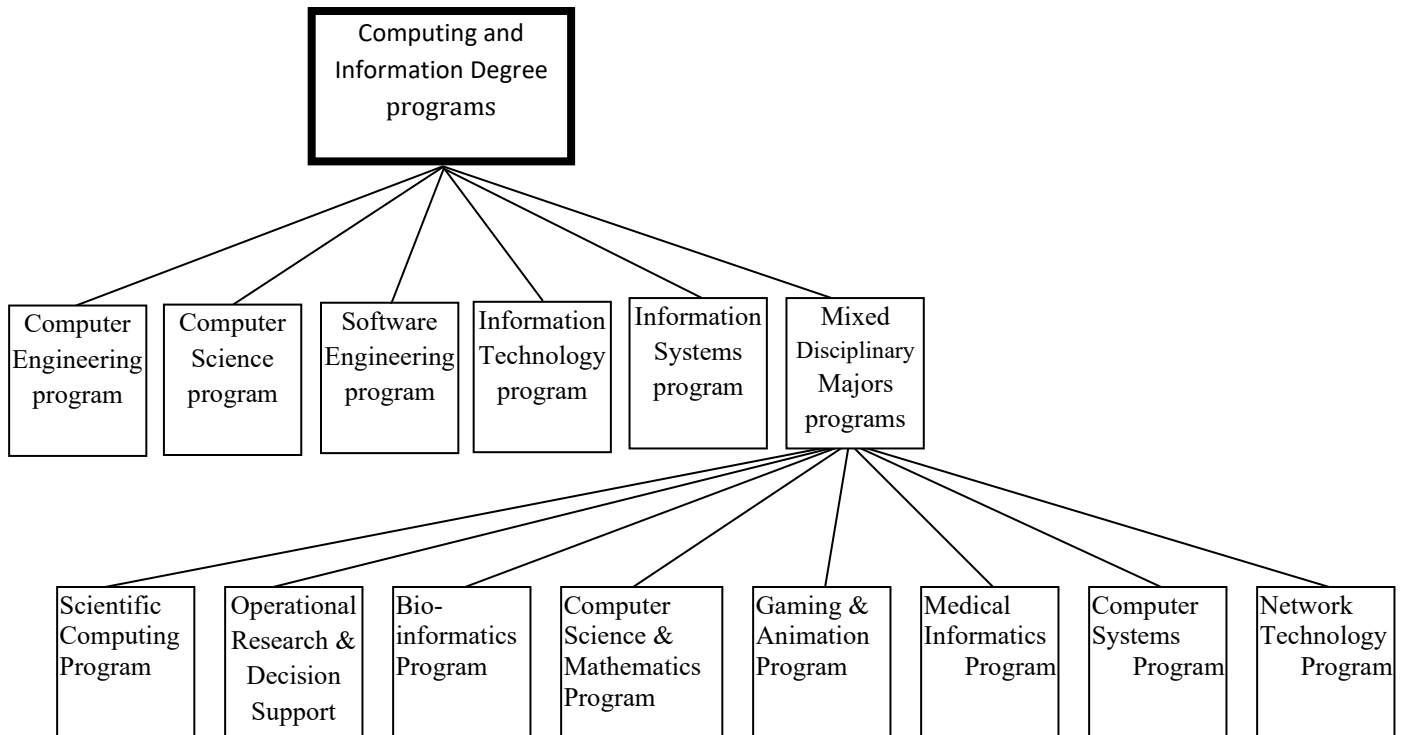 Computing and
Information Degree
programs
Computer
Engineering
program
Computer
Science
program
Software
Engineering
program
Information
Technology
program
Information
Systems
program
Mixed
Disciplinary
Majors
programs
Scientific
Computing
Program
Operational
Research &
Decision
Support
Bio-
informatics
Program
Computer
Science &
Mathematics
Program
Gaming &
Animation
Program
Medical
Informatics
Program
Computer
Systems
Program
Network
Technology
Program